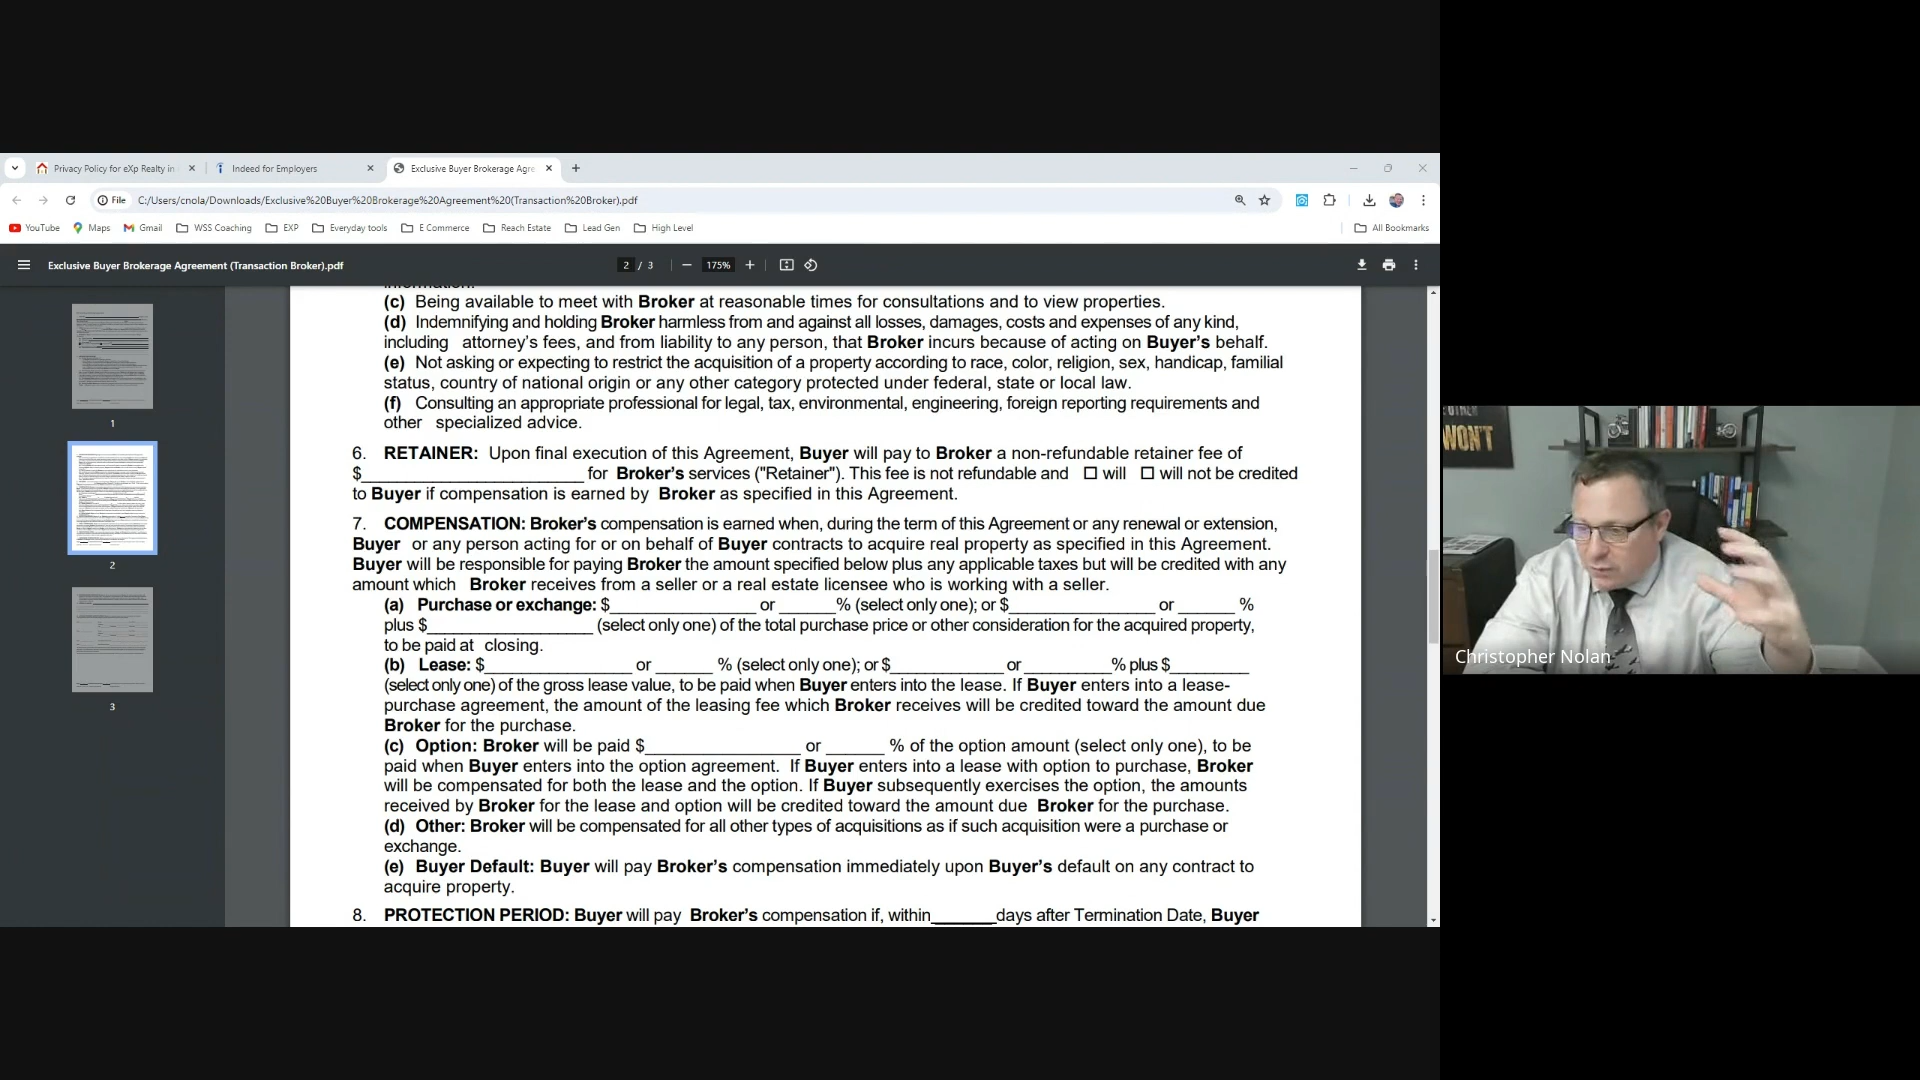 Privacy Policy for eXp Realty in
Indeed for Employers
Exclusive Buyer Brokerage Agre
File C:/Users/cnola/Downloads/Exclusive%20Buyer%20Brokerage%20Agreement%20(Transaction%20Broker).pdf
YouTube Maps Gmail WSS Coaching EXP Everyday tools E Commerce Reach Estate Lead Gen High Level All Bookmarks
Exclusive Buyer Brokerage Agreement (Transaction Broker).pdf 2 / 3 175%
information.
(c) Being available to meet with Broker at reasonable times for consultations and to view properties.
(d) Indemnifying and holding Broker harmless from and against all losses, damages, costs and expenses of any kind,
including attorney's fees, and from liability to any person, that Broker incurs because of acting on Buyer's behalf.
(e) Not asking or expecting to restrict the acquisition of a property according to race, color, religion, sex, handicap, familial
status, country of national origin or any other category protected under federal, state or local law.
(f) Consulting an appropriate professional for legal, tax, environmental, engineering, foreign reporting requirements and
other specialized advice.
6. RETAINER: Upon final execution of this Agreement, Buyer will pay to Broker a non-refundable retainer fee of
$______________________ for Broker's services ("Retainer"). This fee is not refundable and ☐ will ☐ will not be credited
to Buyer if compensation is earned by Broker as specified in this Agreement.
7. COMPENSATION: Broker's compensation is earned when, during the term of this Agreement or any renewal or extension,
Buyer or any person acting for or on behalf of Buyer contracts to acquire real property as specified in this Agreement.
Buyer will be responsible for paying Broker the amount specified below plus any applicable taxes but will be credited with any
amount which Broker receives from a seller or a real estate licensee who is working with a seller.
(a) Purchase or exchange: $______________ or ______% (select only one); or $______________ or ______ %
plus $________________ (select only one) of the total purchase price or other consideration for the acquired property,
to be paid at closing.
(b) Lease: $______________ or ______ % (select only one); or $___________ or _________% plus $________
(select only one) of the gross lease value, to be paid when Buyer enters into the lease. If Buyer enters into a lease-
purchase agreement, the amount of the leasing fee which Broker receives will be credited toward the amount due
Broker for the purchase.
(c) Option: Broker will be paid $_______________ or ______ % of the option amount (select only one), to be
paid when Buyer enters into the option agreement. If Buyer enters into a lease with option to purchase, Broker
will be compensated for both the lease and the option. If Buyer subsequently exercises the option, the amounts
received by Broker for the lease and option will be credited toward the amount due Broker for the purchase.
(d) Other: Broker will be compensated for all other types of acquisitions as if such acquisition were a purchase or
exchange.
(e) Buyer Default: Buyer will pay Broker's compensation immediately upon Buyer's default on any contract to
acquire property.
8. PROTECTION PERIOD: Buyer will pay Broker's compensation if, within_______days after Termination Date, Buyer
1
2
3
WON'T
Christopher Nolan